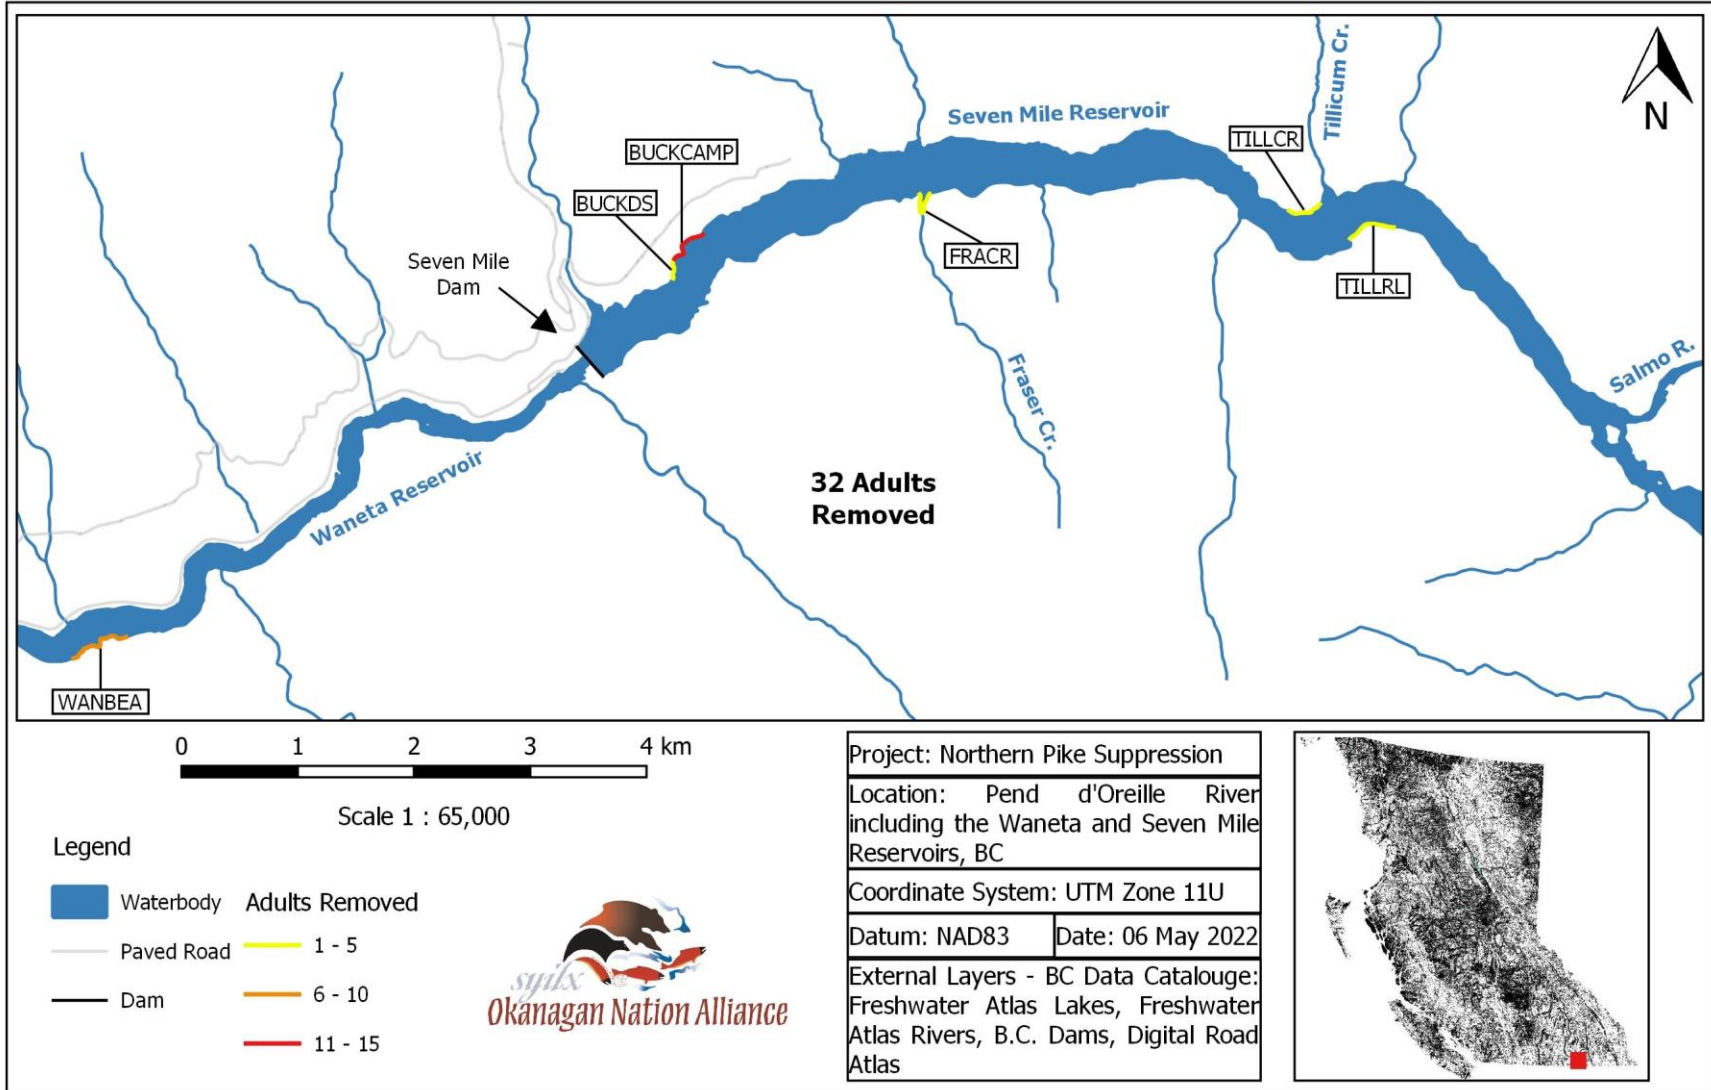 Tillicum Cr.
N
Seven Mile Reservoir
TILLCR
BUCKCAMP
BUCKDS
FRACR
Seven Mile
Dam
TILLRL
Salmo R.
Fraser Cr.
32 Adults
Removed
Waneta Reservoir
WANBEA
0 1 2 3 4 km
Scale 1 : 65,000
Legend
Waterbody
Paved Road
Dam
Adults Removed
1 - 5
6 - 10
11 - 15
syilx
Okanagan Nation Alliance
Project: Northern Pike Suppression
Location: Pend d'Oreille River
including the Waneta and Seven Mile
Reservoirs, BC
Coordinate System: UTM Zone 11U
Datum: NAD83 Date: 06 May 2022
External Layers - BC Data Catalouge:
Freshwater Atlas Lakes, Freshwater
Atlas Rivers, B.C. Dams, Digital Road
Atlas